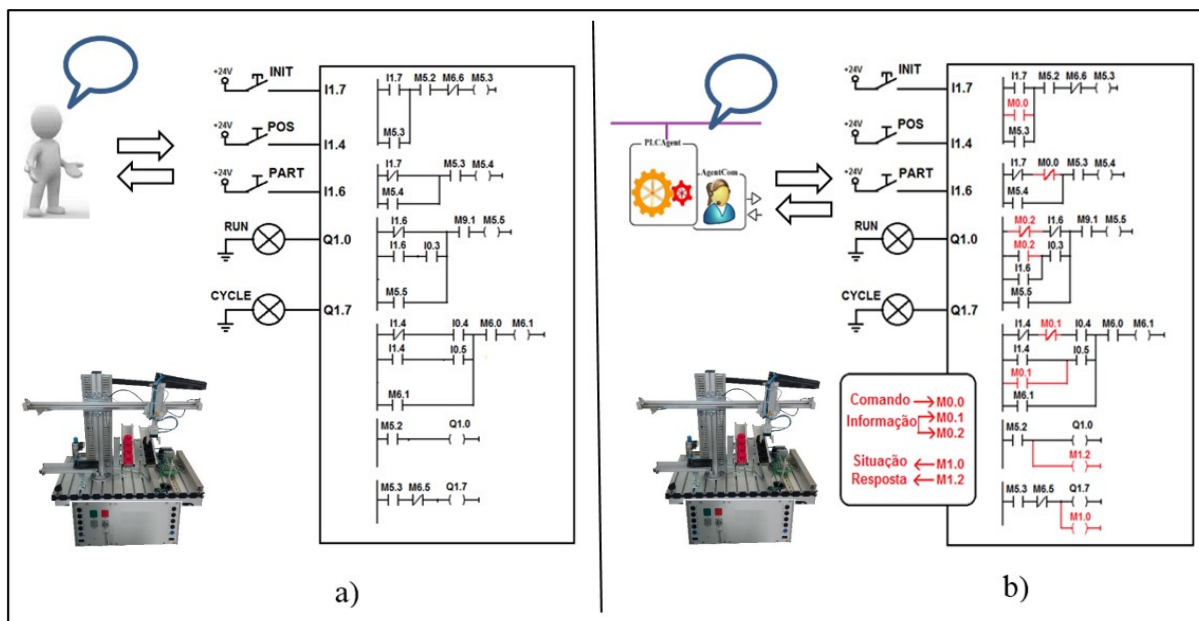 +24V INIT I1.7
+24V POS I1.4
+24V PART I1.6
RUN Q1.0
CYCLE Q1.7
I1.7 M5.2 M6.6 M5.3
M5.3
I1.7 M5.3 M5.4
M5.4
I1.6 M9.1 M5.5
I1.6 I0.3
M5.5
I1.4 I0.4 M6.0 M6.1
I1.4 I0.5
M6.1
M5.2 Q1.0
M5.3 M6.5 Q1.7
a)
PLCAgent
AgentCom
+24V INIT I1.7
+24V POS I1.4
+24V PART I1.6
RUN Q1.0
CYCLE Q1.7
Comando M0.0
Informação M0.1
M0.2
Situação M1.0
Resposta M1.2
I1.7 M5.2 M6.6 M5.3
M0.0
M5.3
I1.7 M0.0 M5.3 M5.4
M5.4
M0.2 I1.6 M9.1 M5.5
M0.2 I0.3
I1.6
M5.5
I1.4 M0.1 I0.4 M6.0 M6.1
I1.4 I0.5
M0.1
M6.1
M5.2 Q1.0
M1.2
M5.3 M6.5 Q1.7
M1.0
b)